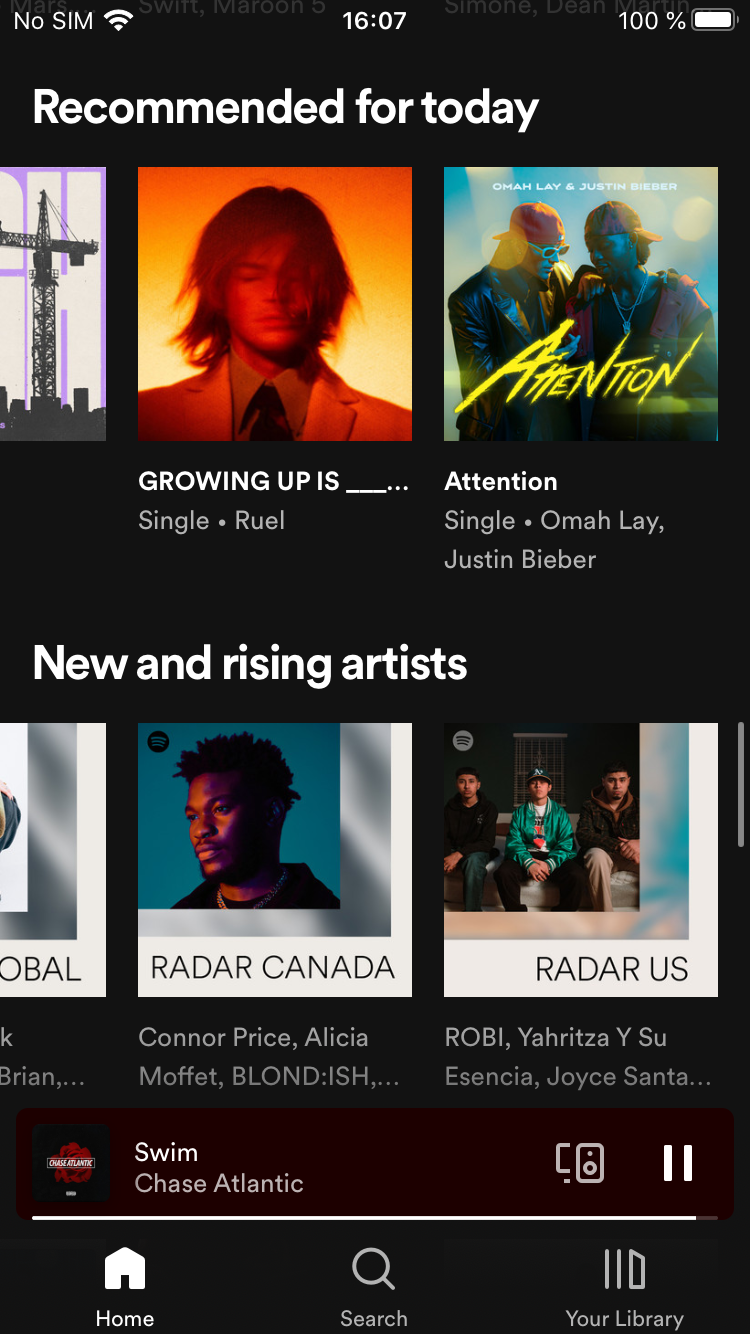 Mars,... Swift, Maroon 5 Simone, Dean Martin,...
No SIM 16:07 100 %
Recommended for today
OMAH LAY & JUSTIN BIEBER
ATTENTION
GROWING UP IS ___...
Single • Ruel
Attention
Single • Omah Lay,
Justin Bieber
New and rising artists
OBAL
RADAR CANADA
RADAR US
k
Brian,...
Connor Price, Alicia
Moffet, BLOND:ISH,...
ROBI, Yahritza Y Su
Esencia, Joyce Santa...
CHASE ATLANTIC
Swim
Chase Atlantic
Home
Search
Your Library